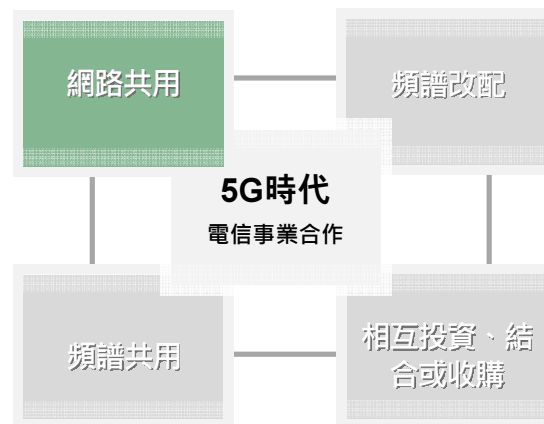 網路共用
頻譜改配
5G時代
電信事業合作
頻譜共用
相互投資、結
合或收購